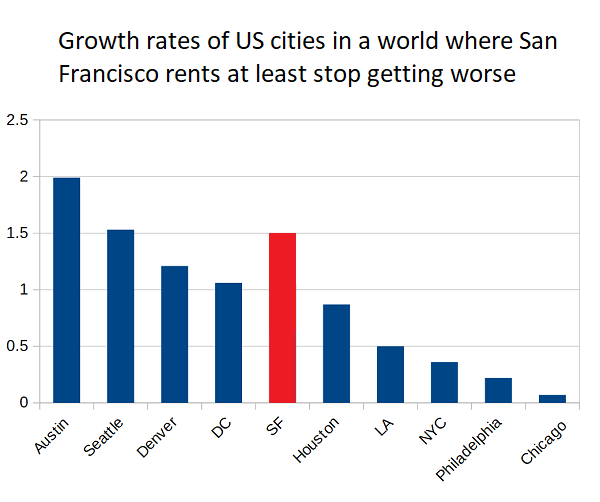 Growth rates of US cities in a world where San
Francisco rents at least stop getting worse
2.5
2
1.5
1
0.5
0
Austin
Seattle
Denver
DC
SF
Houston
LA
NYC
Philadelphia
Chicago